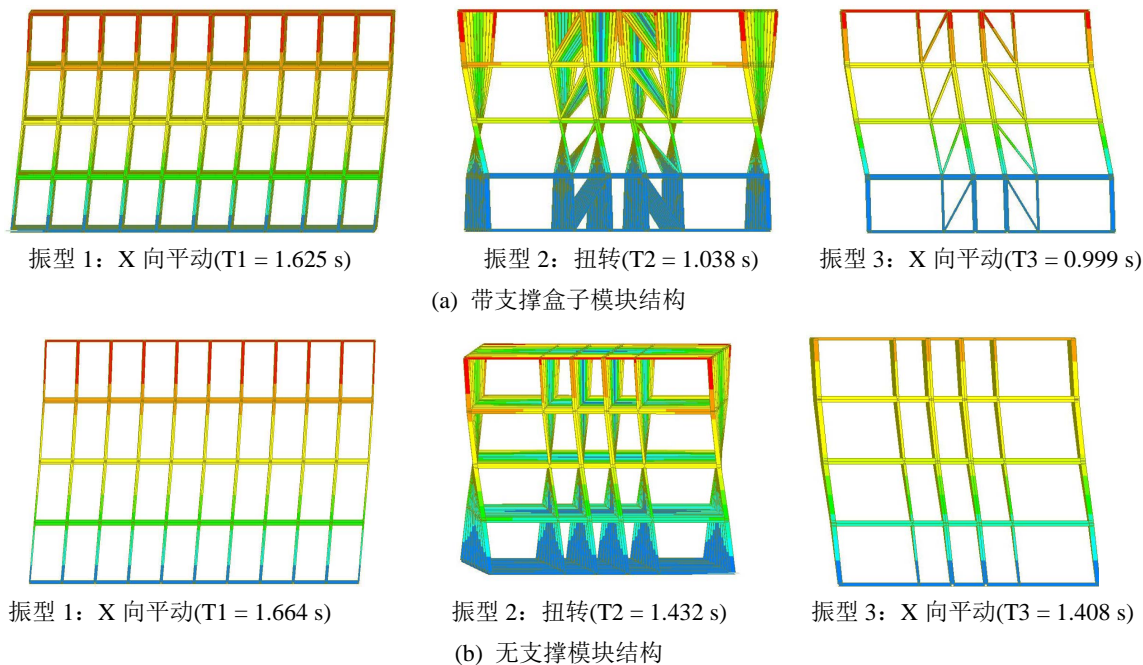 振型 1：X 向平动(T1 = 1.625 s) 振型 2：扭转(T2 = 1.038 s) 振型 3：X 向平动(T3 = 0.999 s)
(a) 带支撑盒子模块结构
振型 1：X 向平动(T1 = 1.664 s) 振型 2：扭转(T2 = 1.432 s) 振型 3：X 向平动(T3 = 1.408 s)
(b) 无支撑模块结构